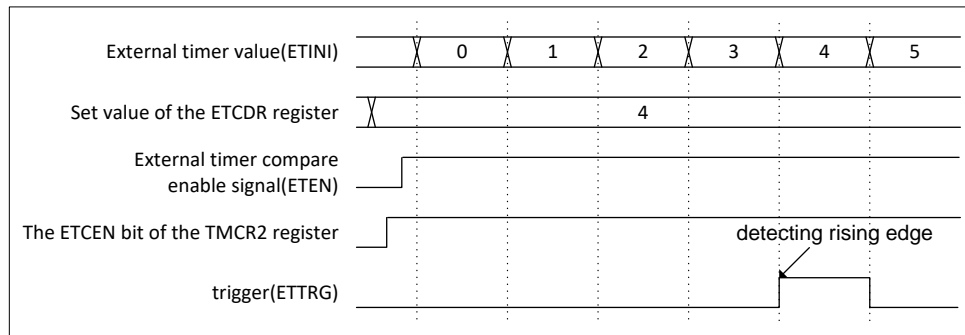 External timer value(ETINI) 0 1 2 3 4 5
Set value of the ETCDR register 4
External timer compare
enable signal(ETEN)
The ETCEN bit of the TMCR2 register
detecting rising edge
trigger(ETTRG)